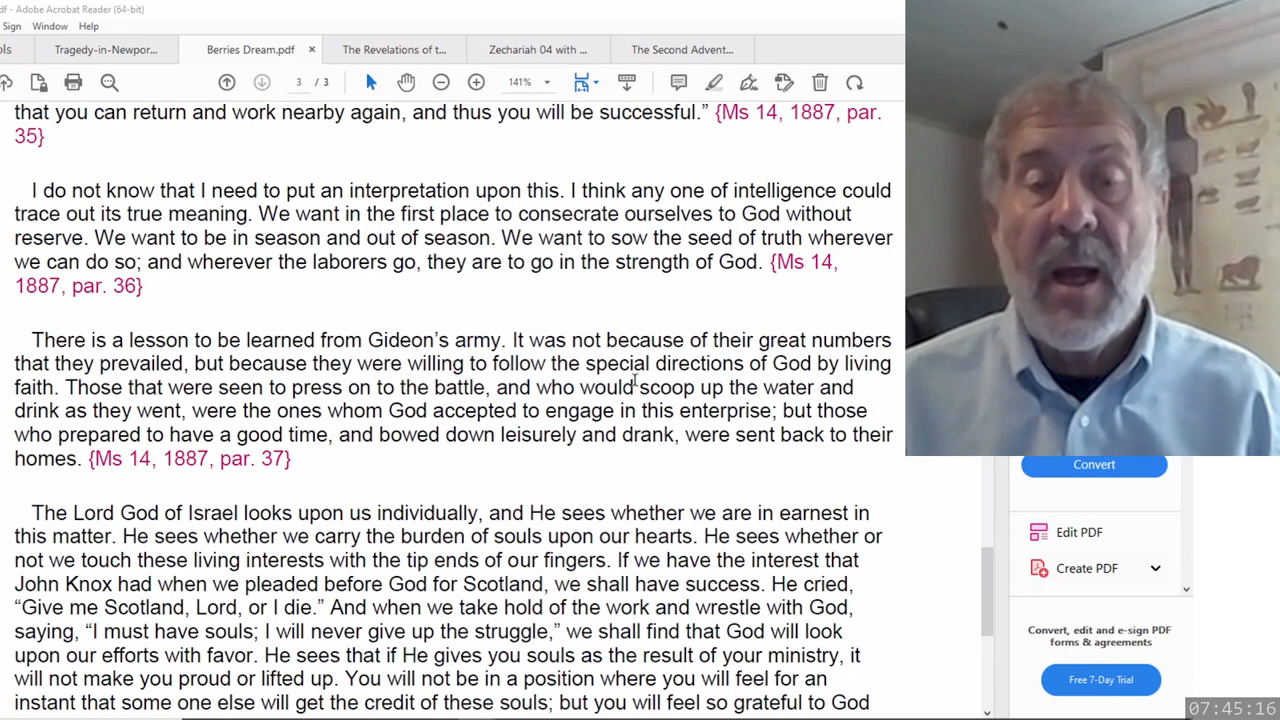 df - Adobe Acrobat Reader (64-bit)
Sign Window Help
ols Tragedy-in-Newpor... Berries Dream.pdf × The Revelations of t... Zechariah 04 with ... The Second Advent...
3 / 3 141%
that you can return and work nearby again, and thus you will be successful.” {Ms 14, 1887, par.
35}
I do not know that I need to put an interpretation upon this. I think any one of intelligence could
trace out its true meaning. We want in the first place to consecrate ourselves to God without
reserve. We want to be in season and out of season. We want to sow the seed of truth wherever
we can do so; and wherever the laborers go, they are to go in the strength of God. {Ms 14,
1887, par. 36}
There is a lesson to be learned from Gideon’s army. It was not because of their great numbers
that they prevailed, but because they were willing to follow the special directions of God by living
faith. Those that were seen to press on to the battle, and who would scoop up the water and
drink as they went, were the ones whom God accepted to engage in this enterprise; but those
who prepared to have a good time, and bowed down leisurely and drank, were sent back to their
homes. {Ms 14, 1887, par. 37}
The Lord God of Israel looks upon us individually, and He sees whether we are in earnest in
this matter. He sees whether we carry the burden of souls upon our hearts. He sees whether or
not we touch these living interests with the tip ends of our fingers. If we have the interest that
John Knox had when we pleaded before God for Scotland, we shall have success. He cried,
“Give me Scotland, Lord, or I die.” And when we take hold of the work and wrestle with God,
saying, “I must have souls; I will never give up the struggle,” we shall find that God will look
upon our efforts with favor. He sees that if He gives you souls as the result of your ministry, it
will not make you proud or lifted up. You will not be in a position where you will feel for an
instant that some one else will get the credit of these souls; but you will feel so grateful to God
Convert
Edit PDF
Create PDF
Convert, edit and e-sign PDF
forms & agreements
Free 7-Day Trial
07:45:16